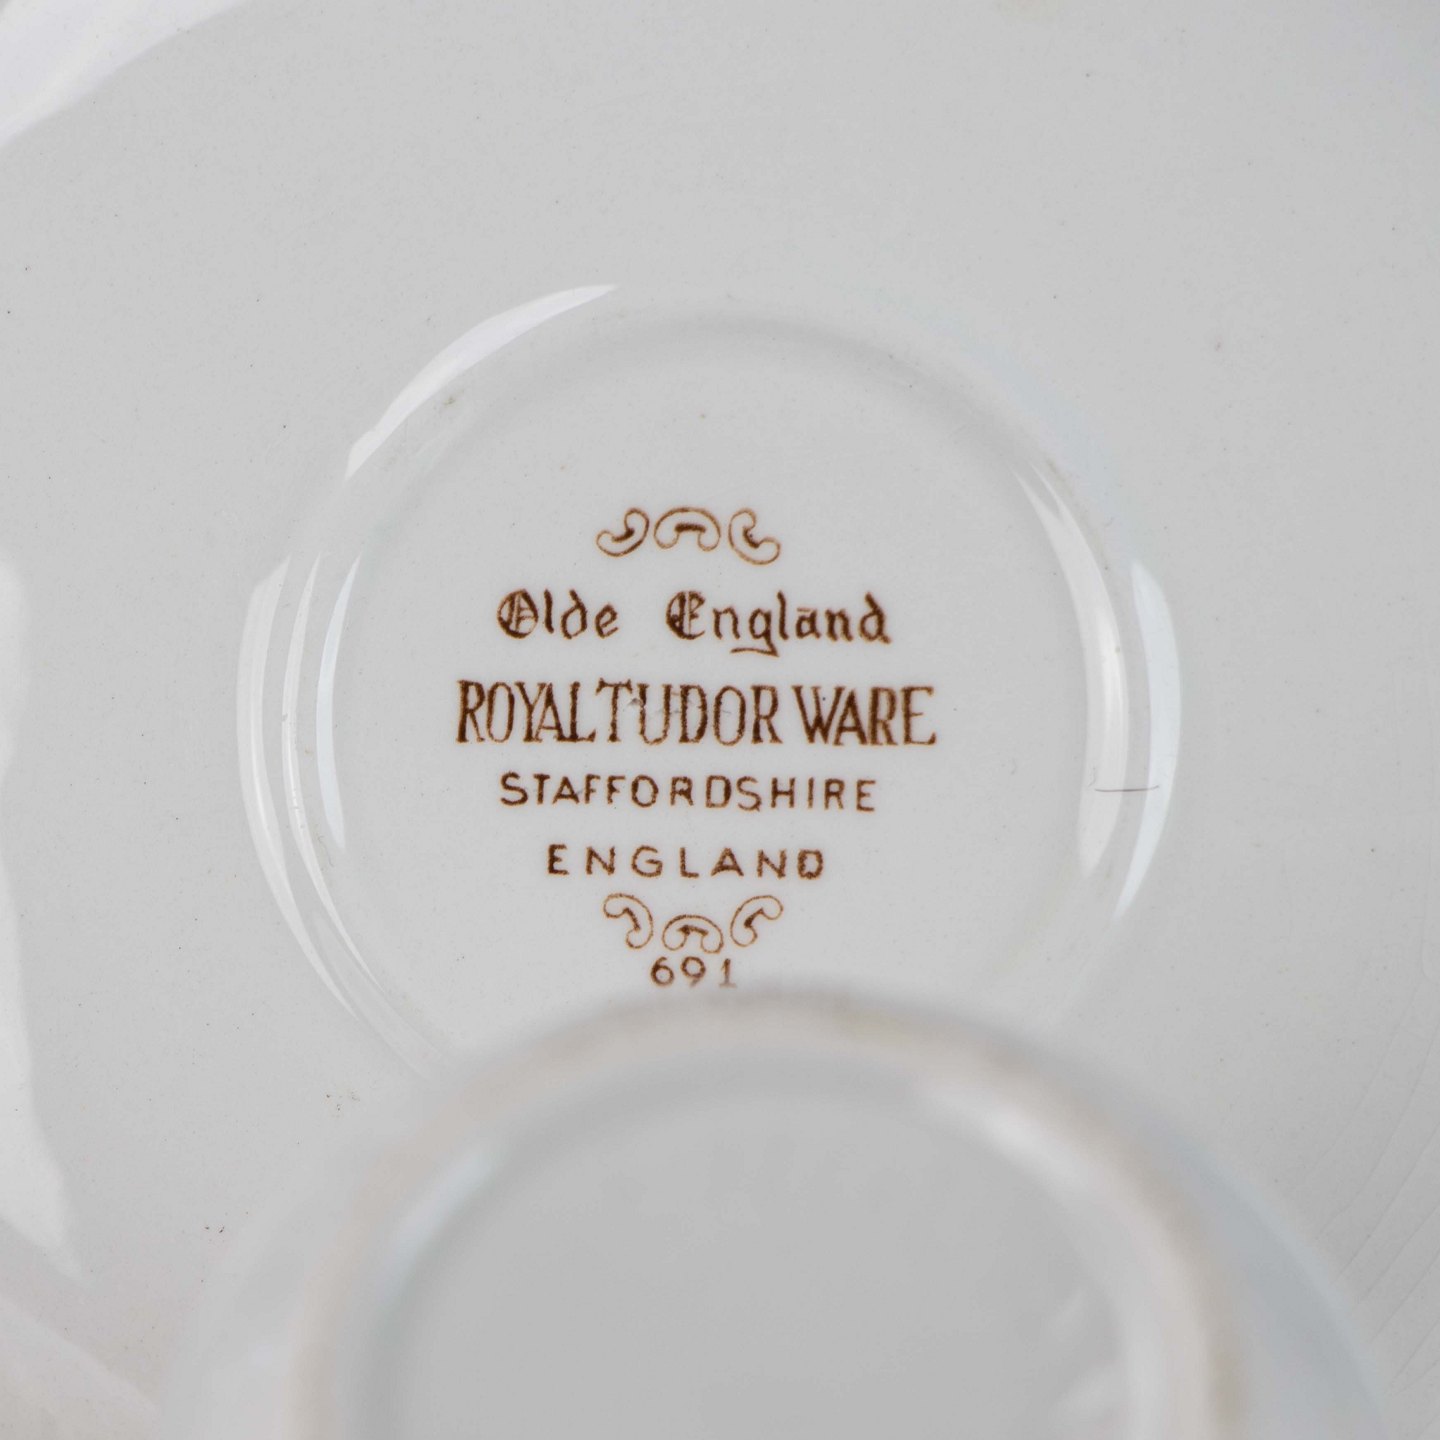 Olde England
ROYAL TUDOR WARE
STAFFORDSHIRE
ENGLAND
691